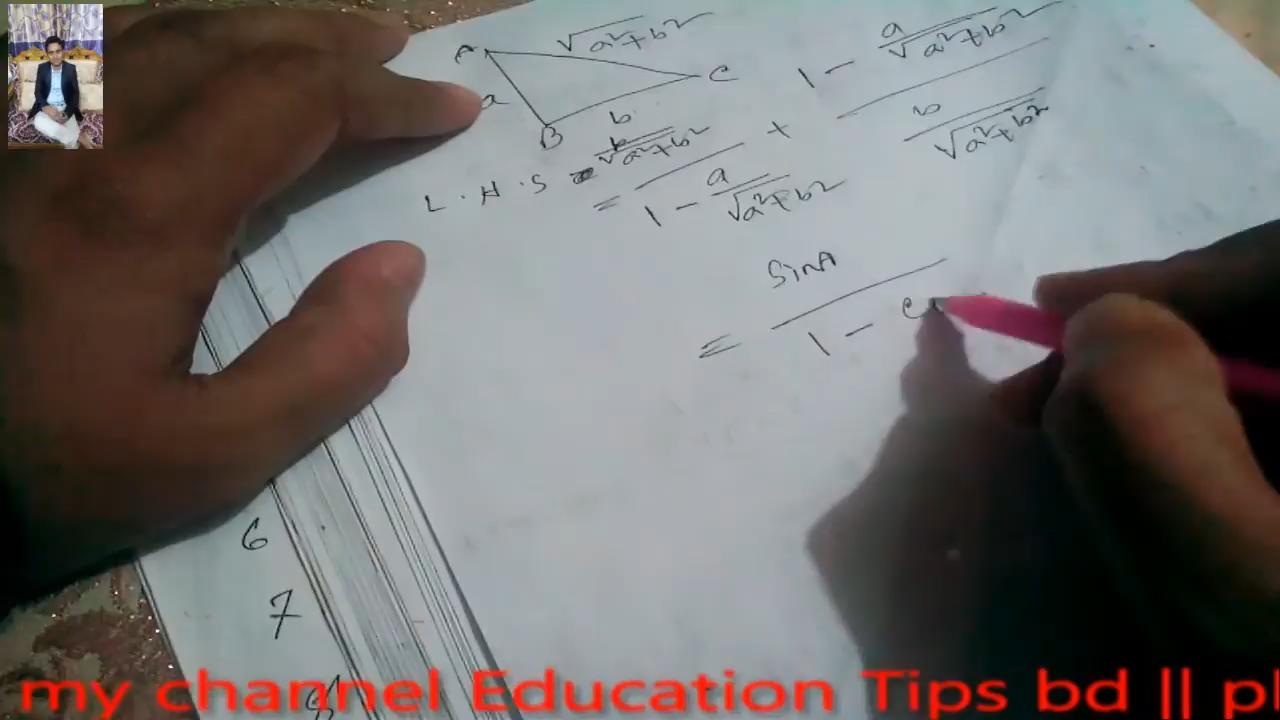 A
√a²+b²
C
a
b
B
L.H.S = (b/√a²+b²)/(1 - a/√a²+b²) + (1 - a/√a²+b²)/(b/√a²+b²)
= sinA/(1 - c
6
7
my channel Education Tips bd || pl